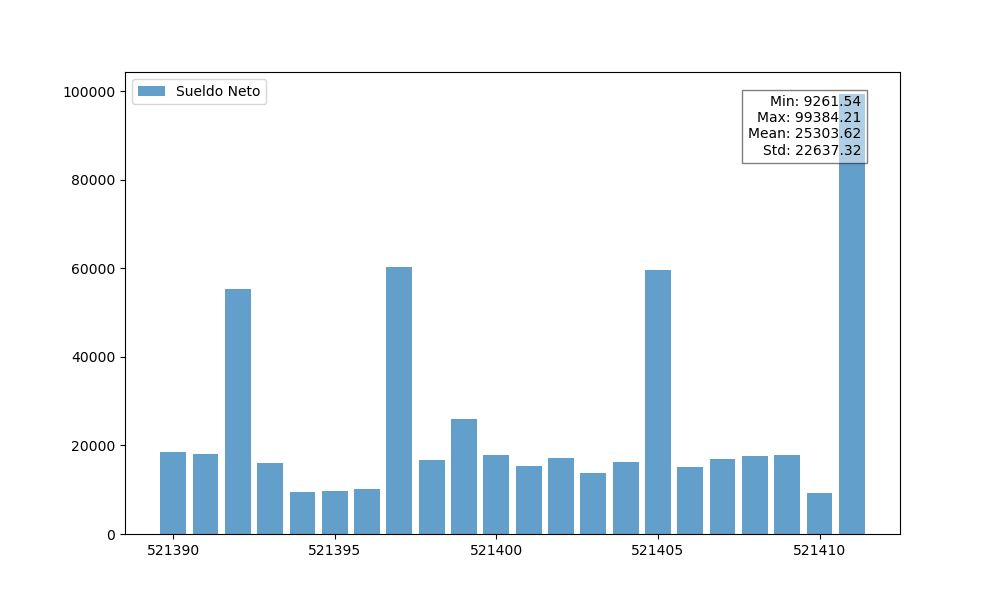 Sueldo Neto
Min: 9261.54
Max: 99384.21
Mean: 25303.62
Std: 22637.32
100000
80000
60000
40000
20000
0
521390
521395
521400
521405
521410